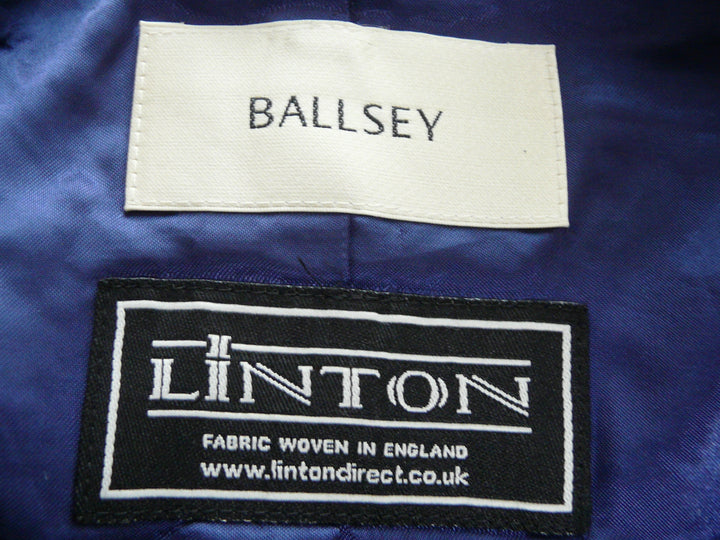 BALLSEY
LINTON
FABRIC WOVEN IN ENGLAND
www.lintondirect.co.uk